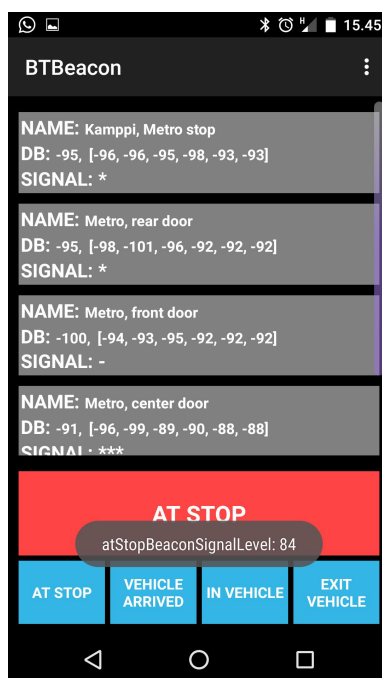 H
15.45
BTBeacon
NAME: Kamppi, Metro stop
DB: -95, [-96, -96, -95, -98, -93, -93]
SIGNAL: *
NAME: Metro, rear door
DB: -95, [-98, -101, -96, -92, -92, -92]
SIGNAL: *
NAME: Metro, front door
DB: -100, [-94, -93, -95, -92, -92, -92]
SIGNAL: -
NAME: Metro, center door
DB: -91, [-96, -99, -89, -90, -88, -88]
SIGNAL: ***
AT STOP
atStopBeaconSignalLevel: 84
AT STOP
VEHICLE
ARRIVED
IN VEHICLE
EXIT
VEHICLE